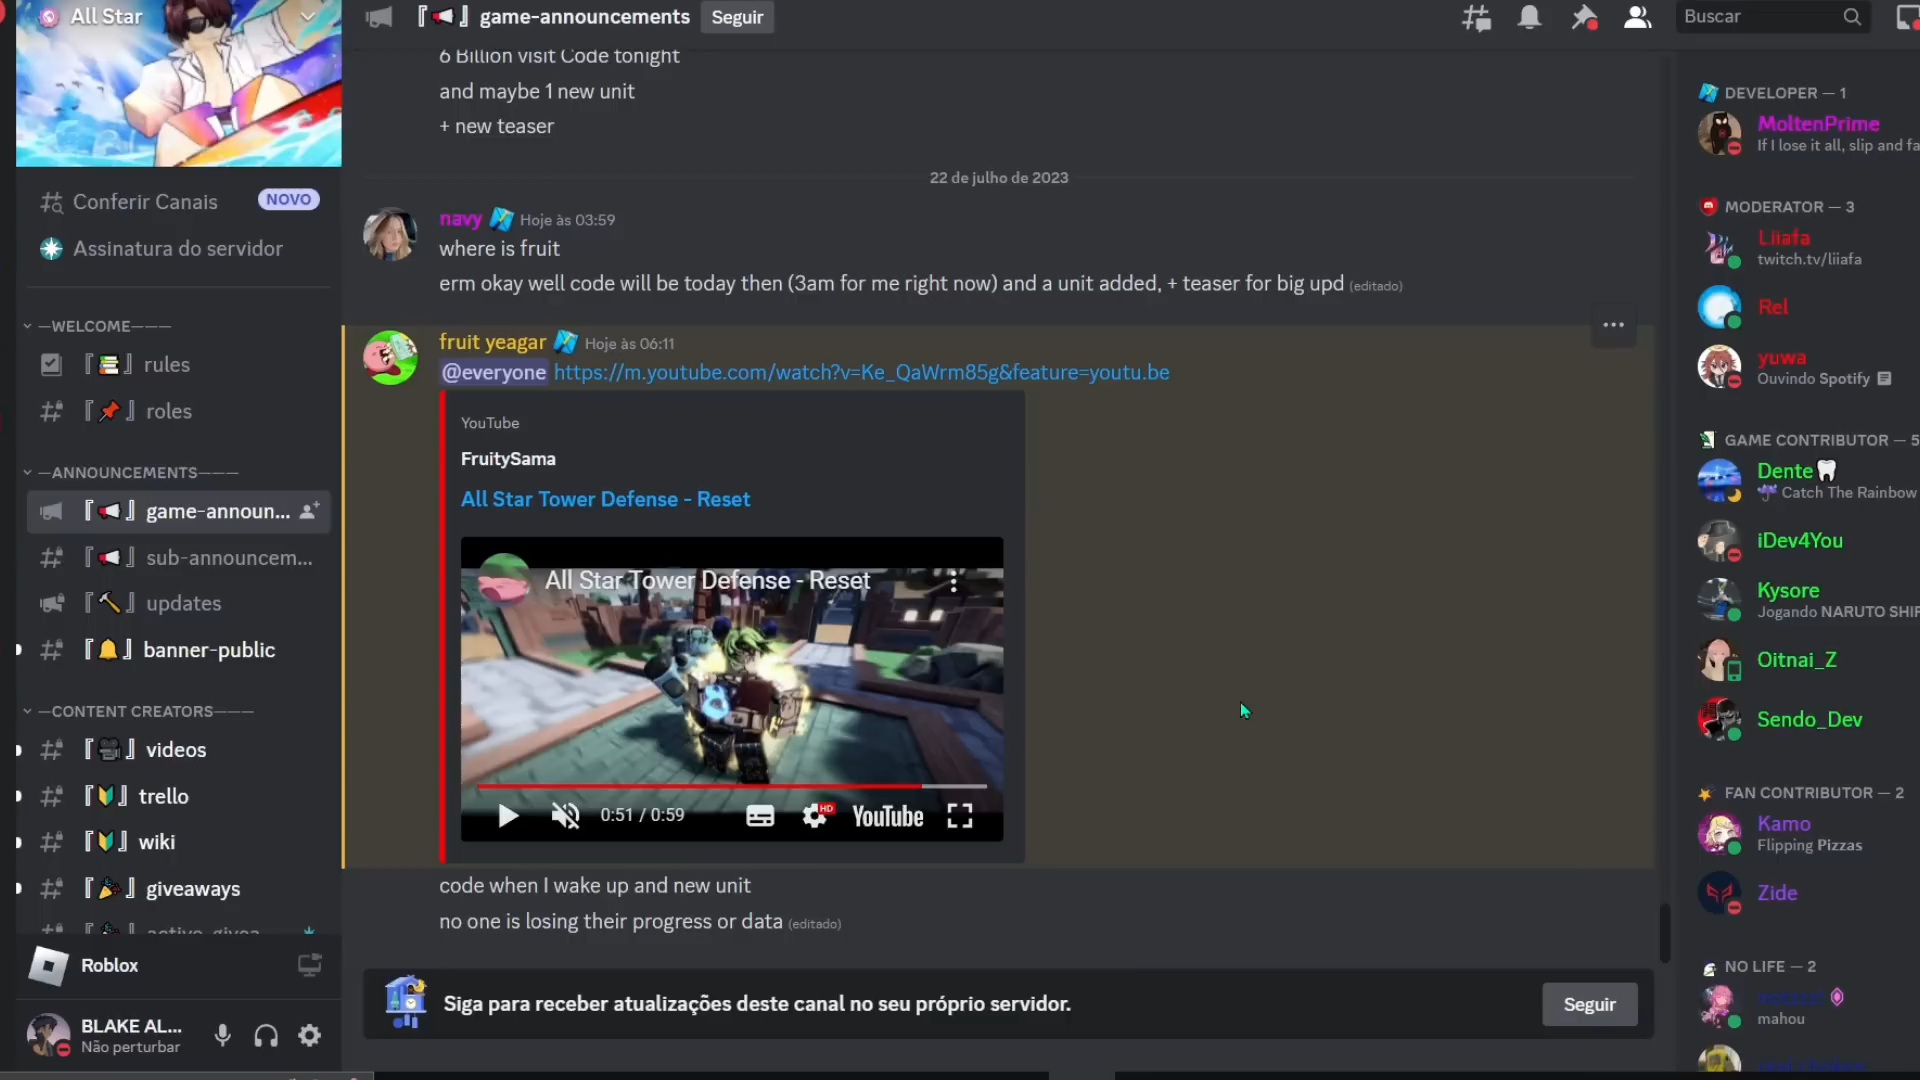 All Star
Conferir Canais
NOVO
Assinatura do servidor
—WELCOME———
『📚』rules
『📌』roles
—ANNOUNCEMENTS———
『📢』game-announ...
『📢』sub-announcem...
『🔨』updates
『🔔』banner-public
—CONTENT CREATORS———
『🎥』videos
『🔰』trello
『🔰』wiki
『🎉』giveaways
Roblox
BLAKE AL...
Não perturbar
『📢』game-announcements
Seguir
Buscar
6 Billion visit Code tonight
and maybe 1 new unit
+ new teaser
22 de julho de 2023
navy Hoje às 03:59
where is fruit
erm okay well code will be today then (3am for me right now) and a unit added, + teaser for big upd (editado)
fruit yeagar Hoje às 06:11
@everyone https://m.youtube.com/watch?v=Ke_QaWrm85g&feature=youtu.be
YouTube
FruitySama
All Star Tower Defense - Reset
All Star Tower Defense - Reset
0:51 / 0:59
HD
YouTube
code when I wake up and new unit
no one is losing their progress or data (editado)
Siga para receber atualizações deste canal no seu próprio servidor.
Seguir
DEVELOPER — 1
MoltenPrime
If I lose it all, slip and fa
MODERATOR — 3
Liiafa
twitch.tv/liiafa
Rel
yuwa
Ouvindo Spotify
GAME CONTRIBUTOR — 5
Dente🦷
Catch The Rainbow
iDev4You
Kysore
Jogando NARUTO SHIP
Oitnai_Z
Sendo_Dev
FAN CONTRIBUTOR — 2
Kamo
Flipping Pizzas
Zide
NO LIFE — 2
mahou